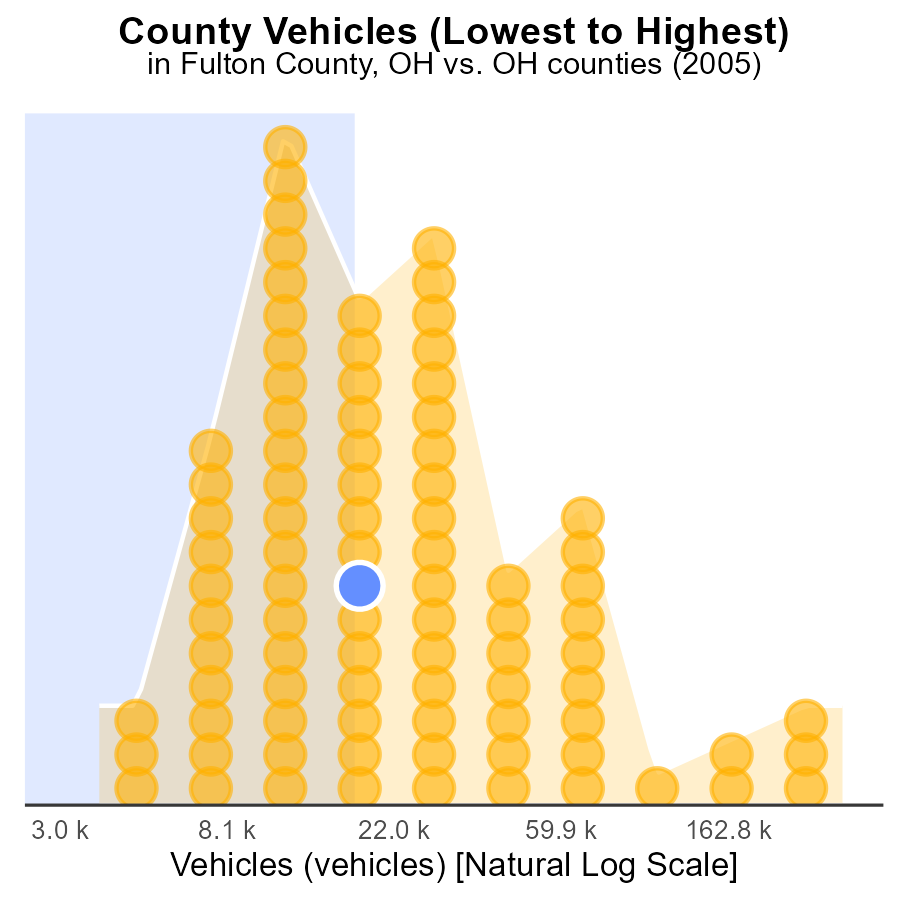 County Vehicles (Lowest to Highest)
in Fulton County, OH vs. OH counties (2005)
3.0 k 8.1 k 22.0 k 59.9 k 162.8 k
Vehicles (vehicles) [Natural Log Scale]